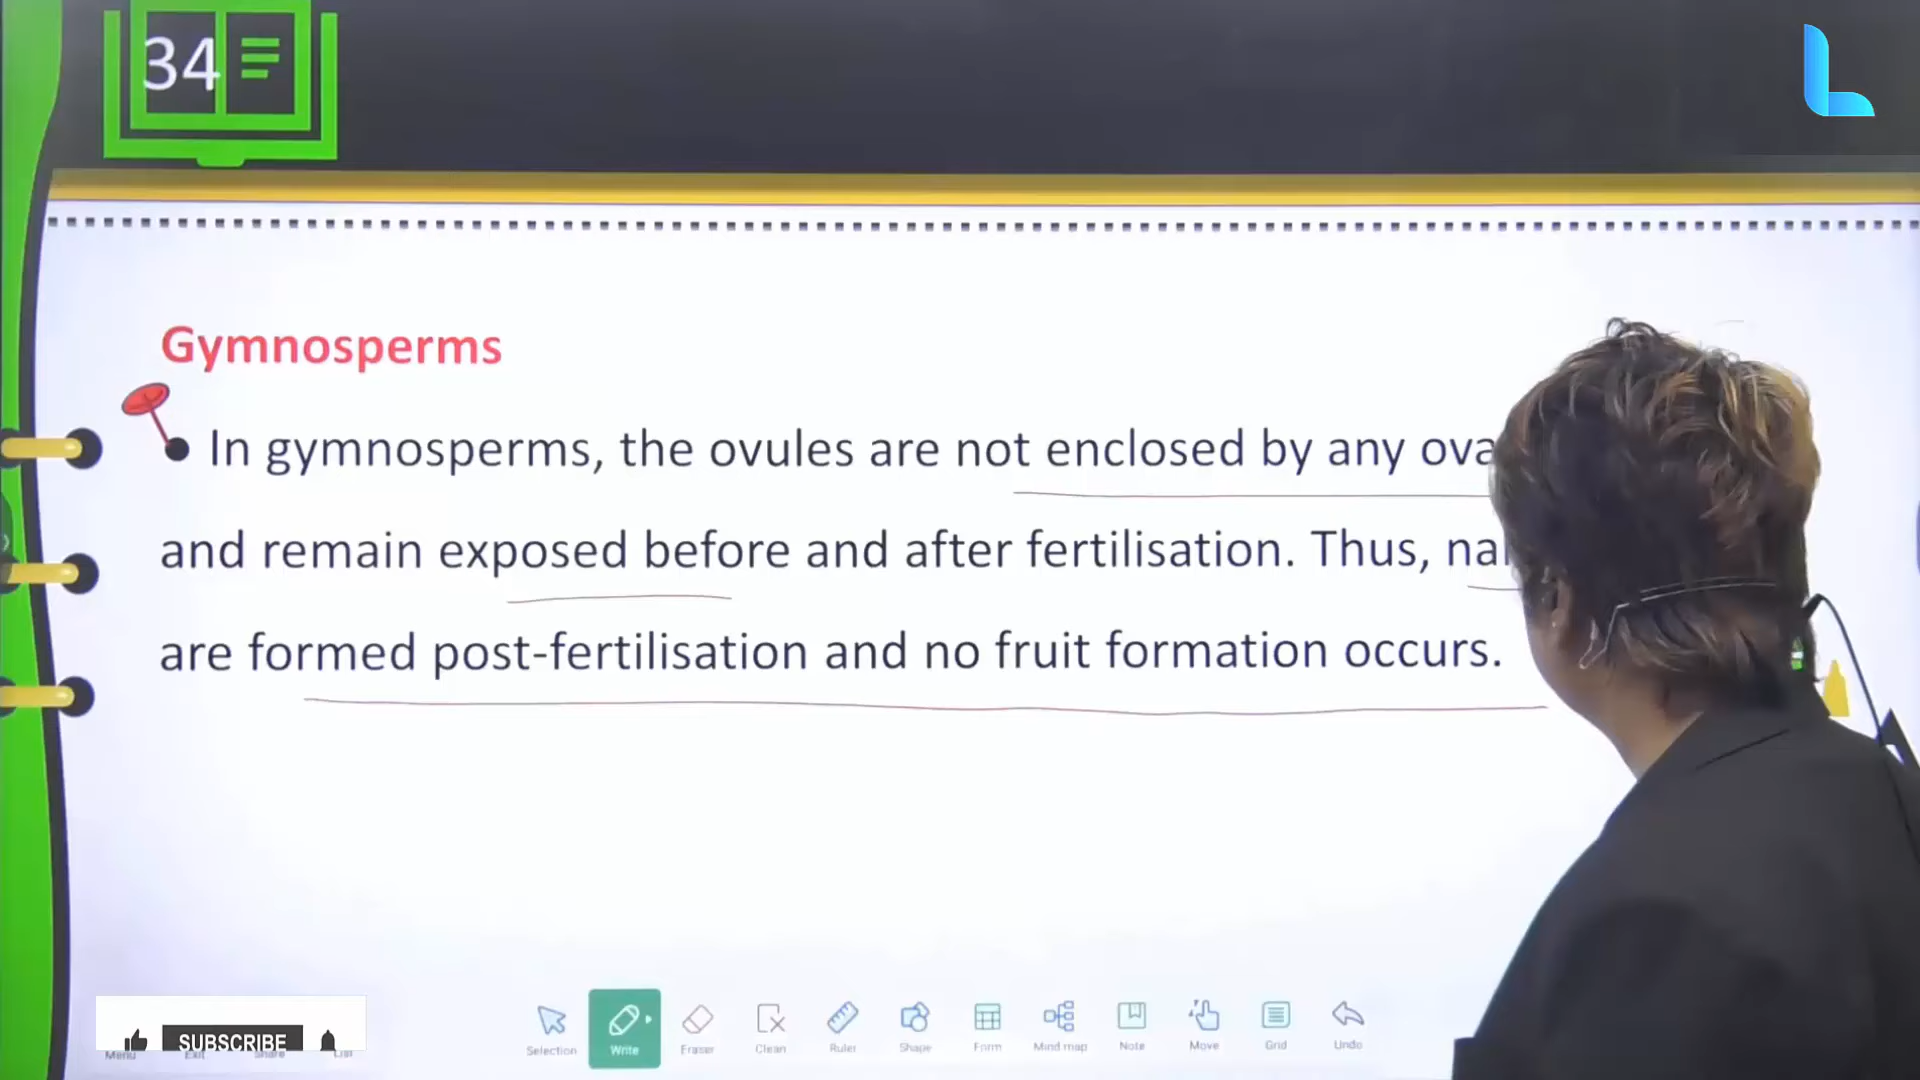 34
Gymnosperms
• In gymnosperms, the ovules are not enclosed by any
and remain exposed before and after fertilisation. Thus,
are formed post-fertilisation and no fruit formation occurs.
Selection Write Eraser Clean Ruler Shape Form Mind map Note Move Grid Undo
SUBSCRIBE
Menu Exit Share List